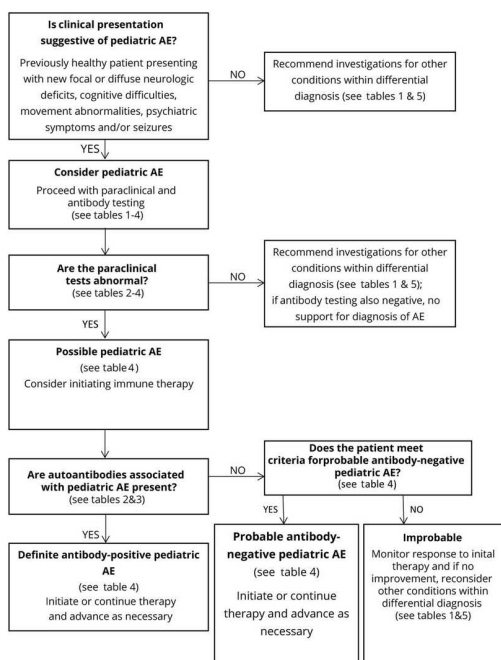 Is clinical presentation
suggestive of pediatric AE?
Previously healthy patient presenting
with new focal or diffuse neurologic
deficits, cognitive difficulties,
movement abnormalities, psychiatric
symptoms and/or seizures
NO
Recommend investigations for other
conditions within differential
diagnosis (see tables 1 & 5)
YES
Consider pediatric AE
Proceed with paraclinical and
antibody testing
(see tables 1-4)
Are the paraclinical
tests abnormal?
(see tables 2-4)
NO
Recommend investigations for other
conditions within differential
diagnosis (see tables 1 & 5);
if antibody testing also negative, no
support for diagnosis of AE
YES
Possible pediatric AE
(see table 4)
Consider initiating immune therapy
Are autoantibodies associated
with pediatric AE present?
(see tables 2&3)
NO
Does the patient meet
criteria forprobable antibody-negative
pediatric AE?
(see table 4)
YES
Definite antibody-positive pediatric
AE
(see table 4)
Initiate or continue therapy
and advance as necessary
YES
Probable antibody-
negative pediatric AE
(see table 4)
Initiate or continue
therapy and advance as
necessary
NO
Improbable
Monitor response to inital
therapy and if no
improvement, reconsider
other conditions within
differential diagnosis
(see tables 1&5)